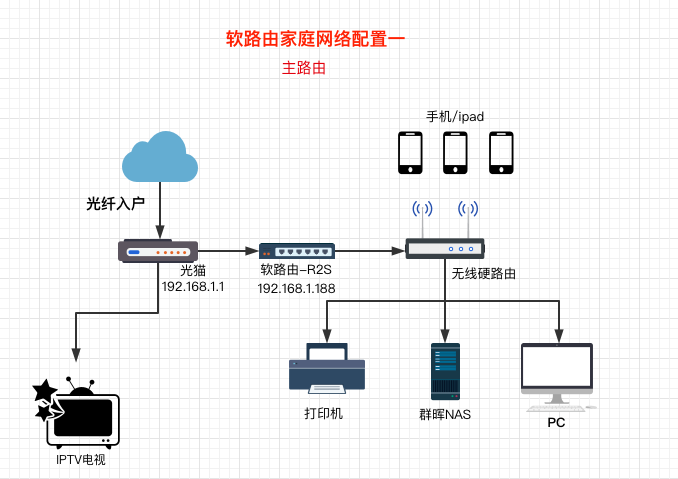 软路由家庭网络配置一
主路由
手机/ipad
光纤入户
光猫
192.168.1.1
软路由-R2S
192.168.1.188
无线硬路由
打印机
群晖NAS
PC
IPTV电视